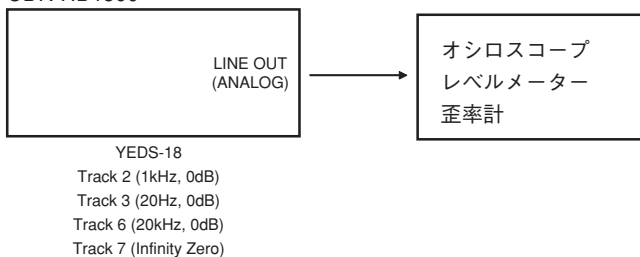 LINE OUT
(ANALOG)
オシロスコープ
レベルメーター
歪率計
YEDS-18
Track 2 (1kHz, 0dB)
Track 3 (20Hz, 0dB)
Track 6 (20kHz, 0dB)
Track 7 (Infinity Zero)